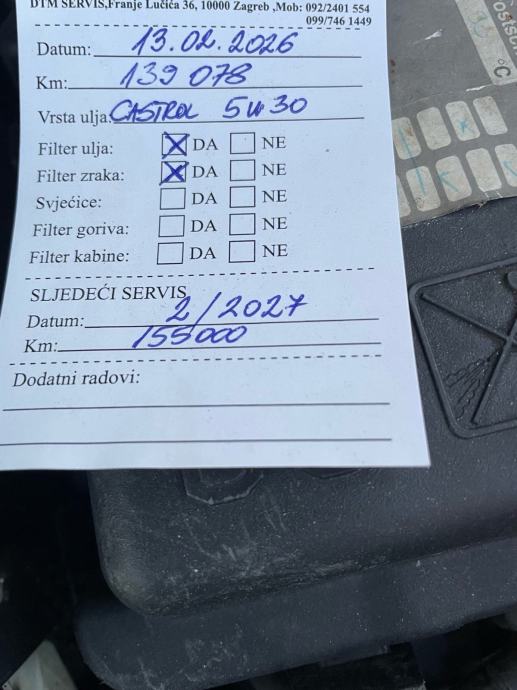 DTM SERVIS,Franje Lučića 36, 10000 Zagreb ,Mob: 092/2401 554
099/746 1449
Datum: 13.02.2026
Km: 139 078
Vrsta ulja: CASTROL 5W30
Filter ulja: X DA NE
Filter zraka: X DA NE
Svjećice: DA NE
Filter goriva: DA NE
Filter kabine: DA NE
SLJEDEĆI SERVIS
Datum: 2/2027
Km: 155000
Dodatni radovi:
°C